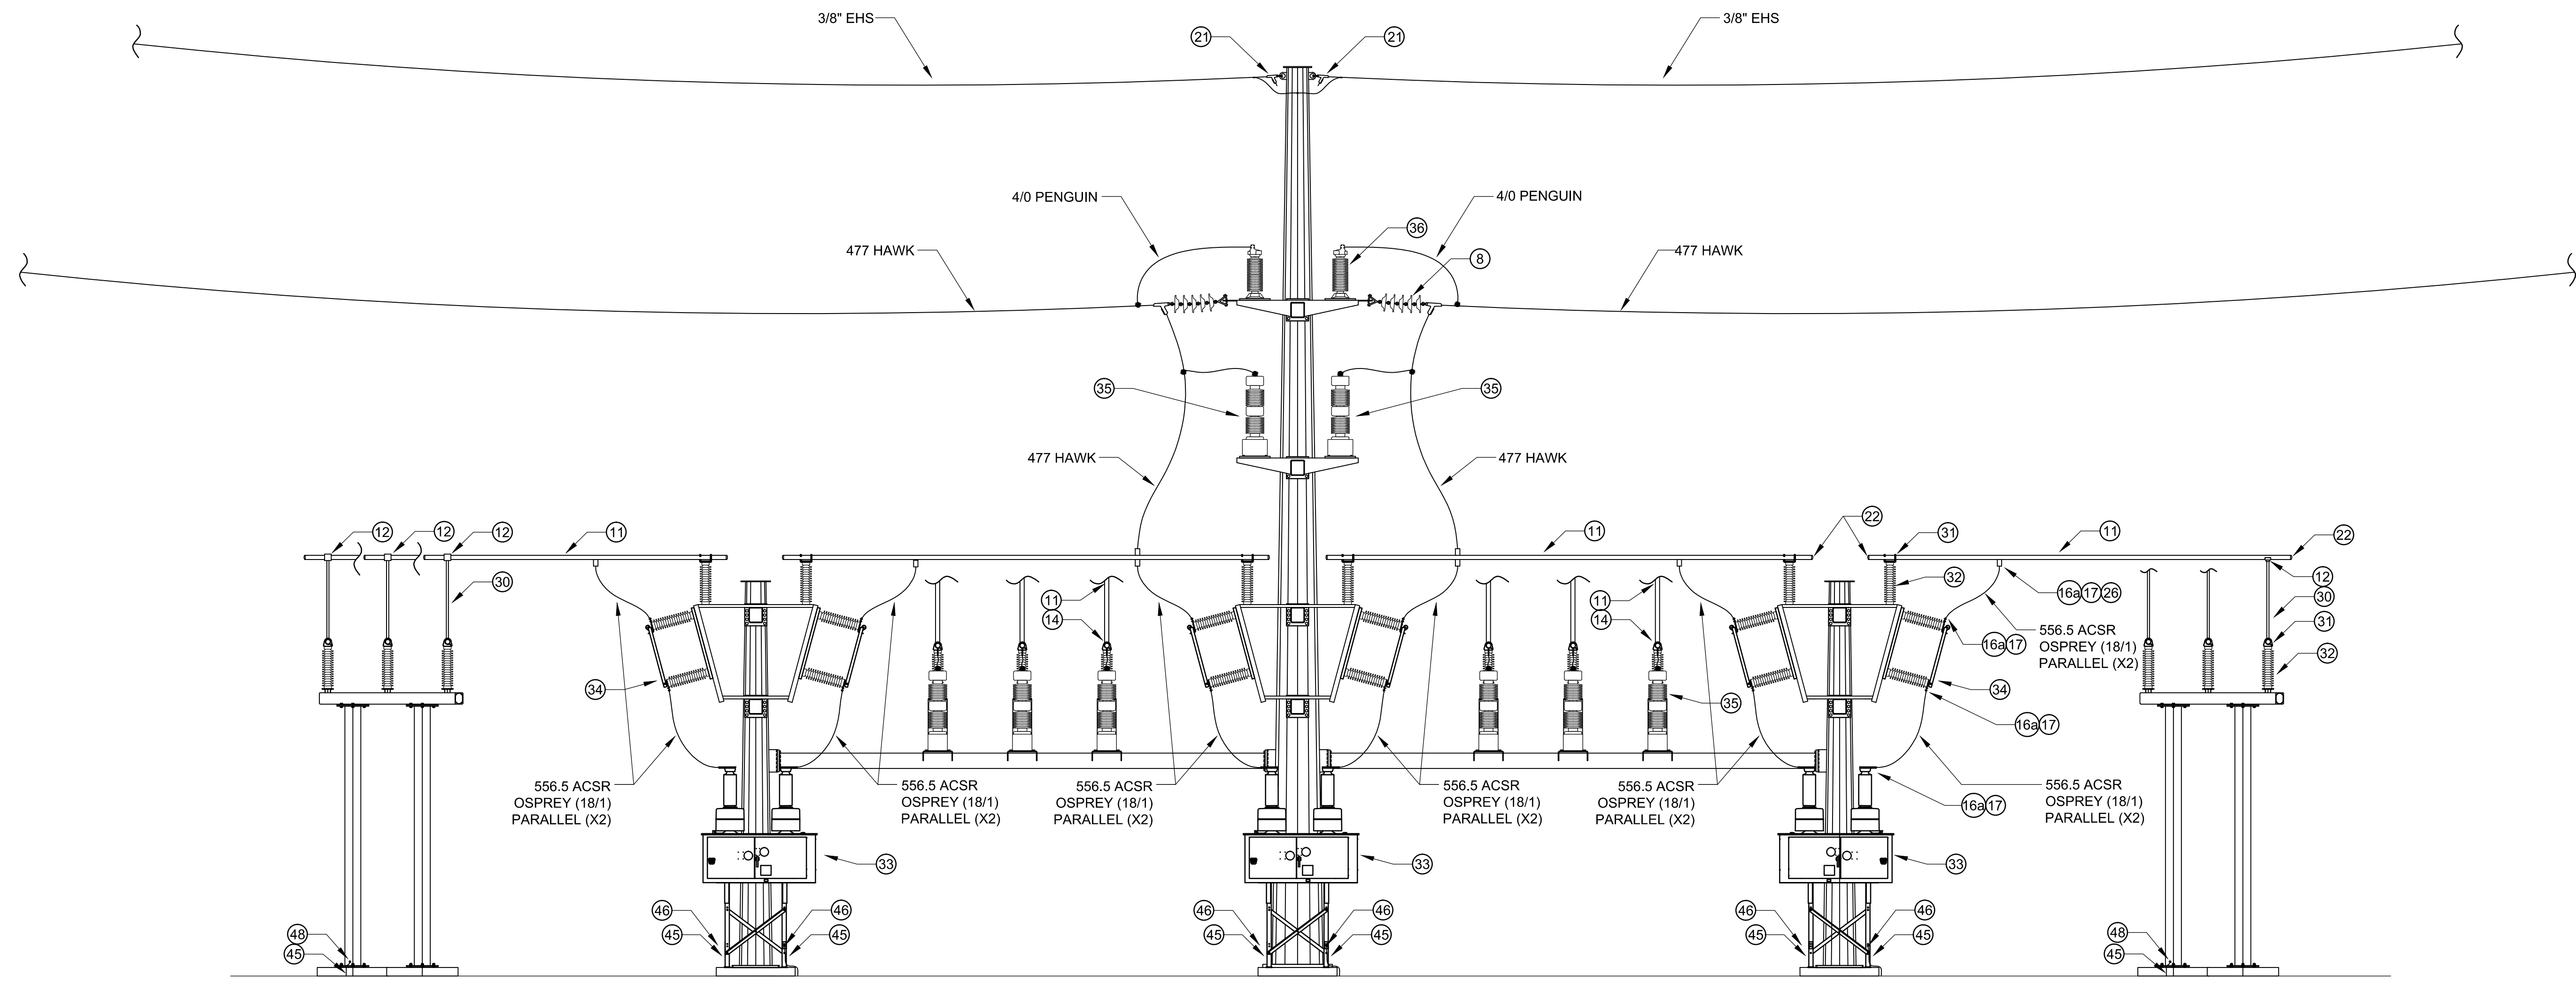 3/8" EHS
3/8" EHS
21
21
4/0 PENGUIN
4/0 PENGUIN
36
477 HAWK
477 HAWK
8
35
35
477 HAWK
477 HAWK
12
12
12
11
11
22
31
11
22
30
32
12
11
14
11
14
16a 17 26
30
31
16a 17
556.5 ACSR
OSPREY (18/1)
PARALLEL (X2)
32
34
34
35
16a 17
556.5 ACSR
OSPREY (18/1)
PARALLEL (X2)
556.5 ACSR
OSPREY (18/1)
PARALLEL (X2)
556.5 ACSR
OSPREY (18/1)
PARALLEL (X2)
556.5 ACSR
OSPREY (18/1)
PARALLEL (X2)
556.5 ACSR
OSPREY (18/1)
PARALLEL (X2)
556.5 ACSR
OSPREY (18/1)
PARALLEL (X2)
16a 17
33
33
33
46
46
46
46
46
46
48
45
45
45
45
45
45
45
48
45